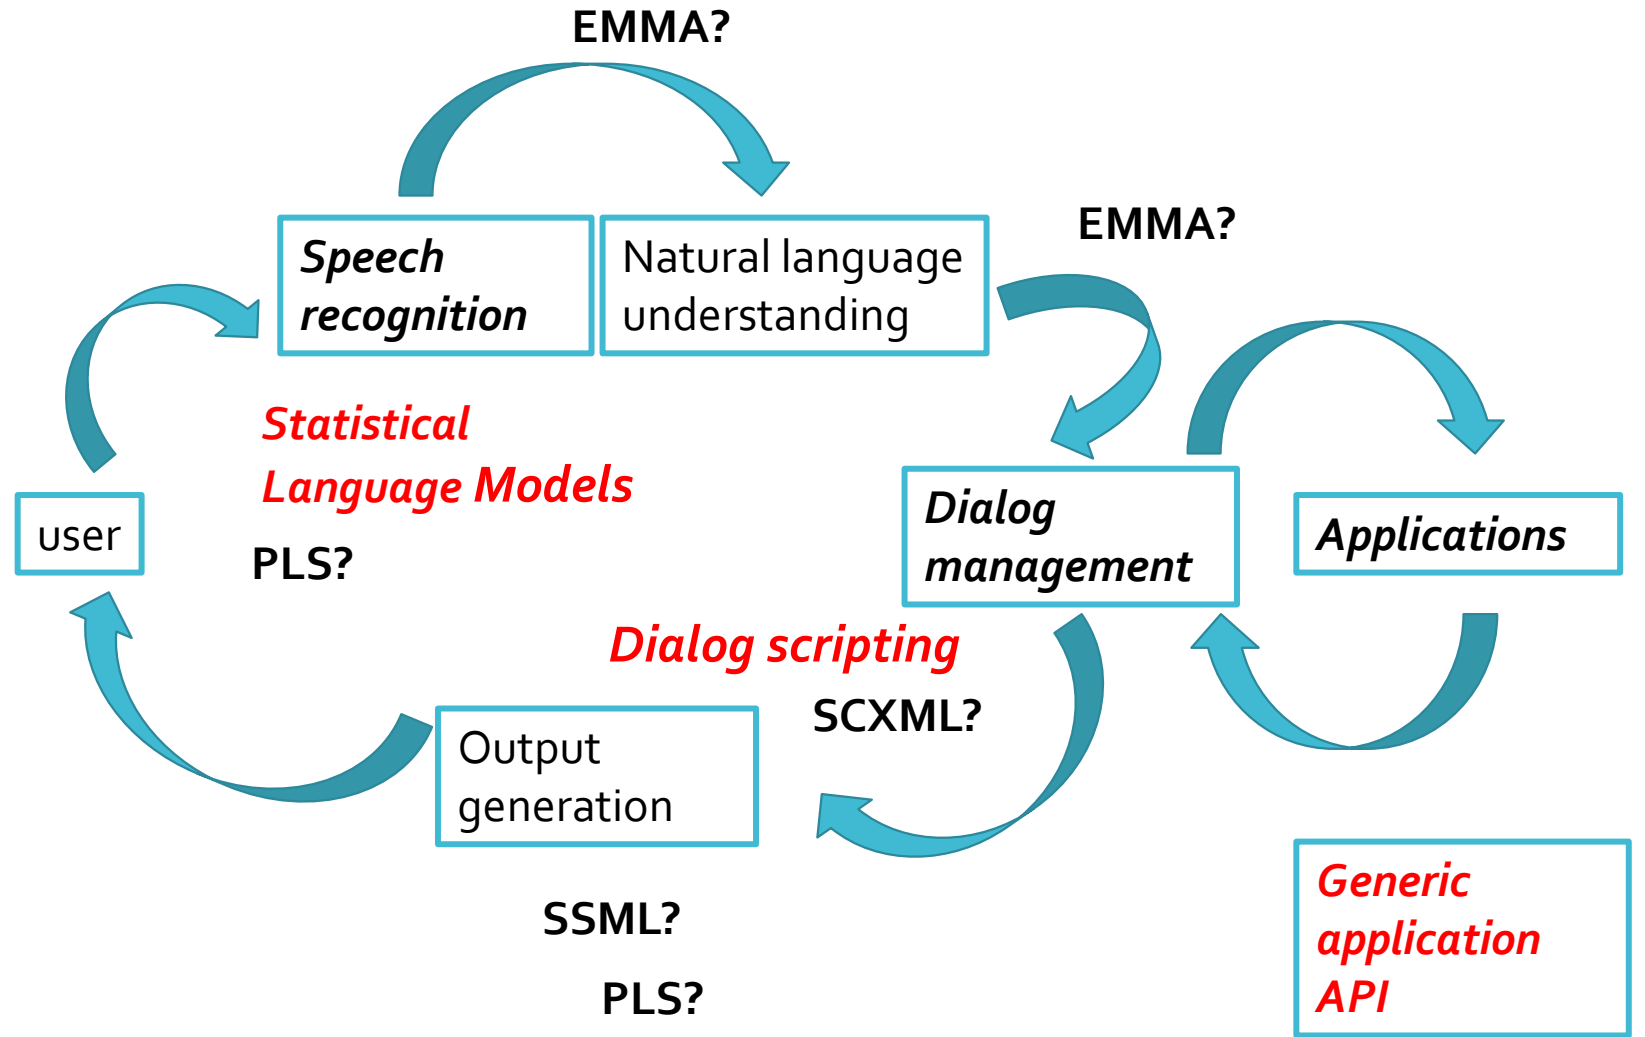 EMMA?
EMMA?
Speech
recognition
Natural language
understanding
Statistical
Language Models
PLS?
user
Dialog
management
Applications
Dialog scripting
SCXML?
Output
generation
SSML?
PLS?
Generic
application
API